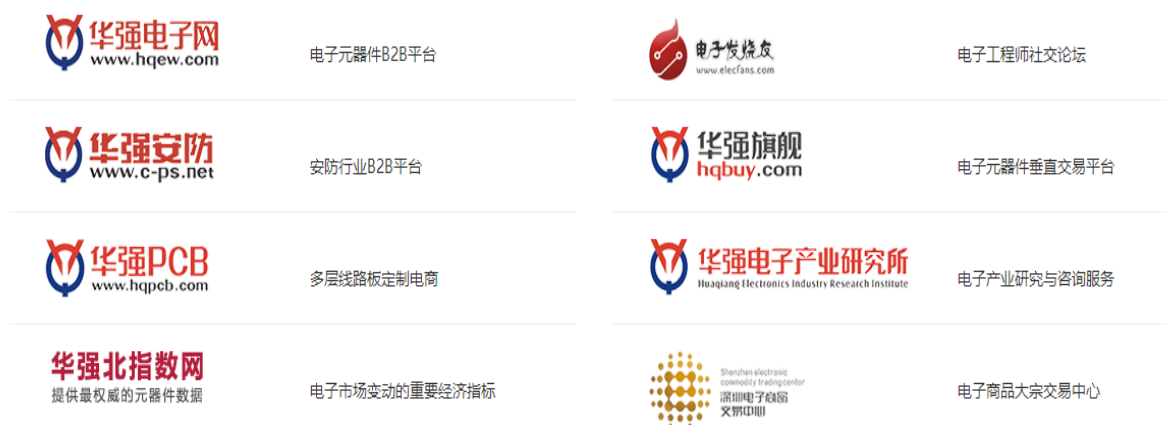 华强电子网
www.hqew.com
电子元器件B2B平台
电子发烧友
www.elecfans.com
电子工程师社交论坛
华强安防
www.c-ps.net
安防行业B2B平台
华强旗舰
hqbuy.com
电子元器件垂直交易平台
华强PCB
www.hqpcb.com
多层线路板定制电商
华强电子产业研究所
Huaqiang Electronics Industry Research Institute
电子产业研究与咨询服务
华强北指数网
提供最权威的元器件数据
电子市场变动的重要经济指标
Shenzhen electronic
commodity trading center
深圳电子商品
交易中心
电子商品大宗交易中心